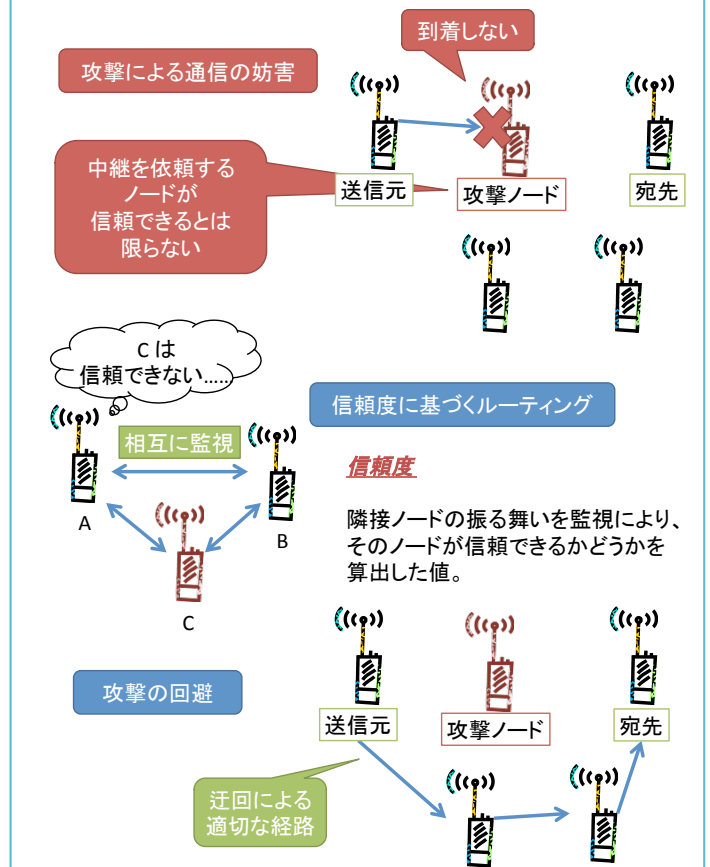 到着しない
攻撃による通信の妨害
中継を依頼する
ノードが
信頼できるとは
限らない
送信元
攻撃ノード
宛先
C は
信頼できない……
信頼度に基づくルーティング
相互に監視
A
B
C
信頼度
隣接ノードの振る舞いを監視により、
そのノードが信頼できるかどうかを
算出した値。
攻撃の回避
送信元
攻撃ノード
宛先
迂回による
適切な経路